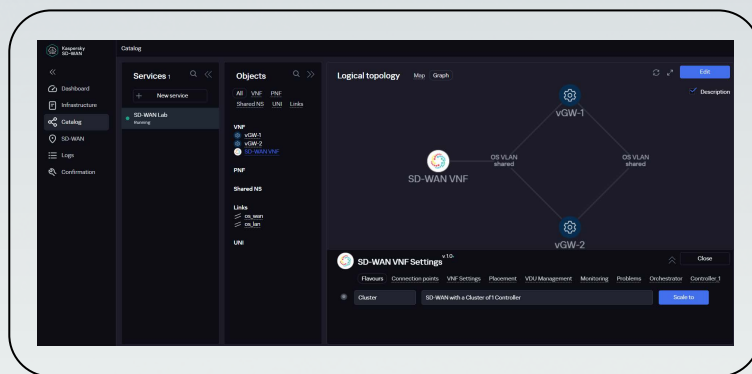 Kaspersky
SD-WAN
Catalog
Dashboard
Infrastructure
Catalog
SD-WAN
Logs
Confirmation
Services 1
+ New service
SD-WAN Lab
Running
Objects
All VNF PNF
Shared NS UNI Links
VNF
vGW-1
vGW-2
SD-WAN VNF
PNF
Shared NS
Links
os_wan
os_lan
UNI
Logical topology Map Graph
Edit
Description
vGW-1
OS VLAN
shared
OS VLAN
shared
SD-WAN VNF
vGW-2
SD-WAN VNF Settings v 1.0-
Close
Flavours Connection points VNF Settings Placement VDU Management Monitoring Problems Orchestrator Controller_1
Cluster SD-WAN with a Cluster of 1 Controller Scale to